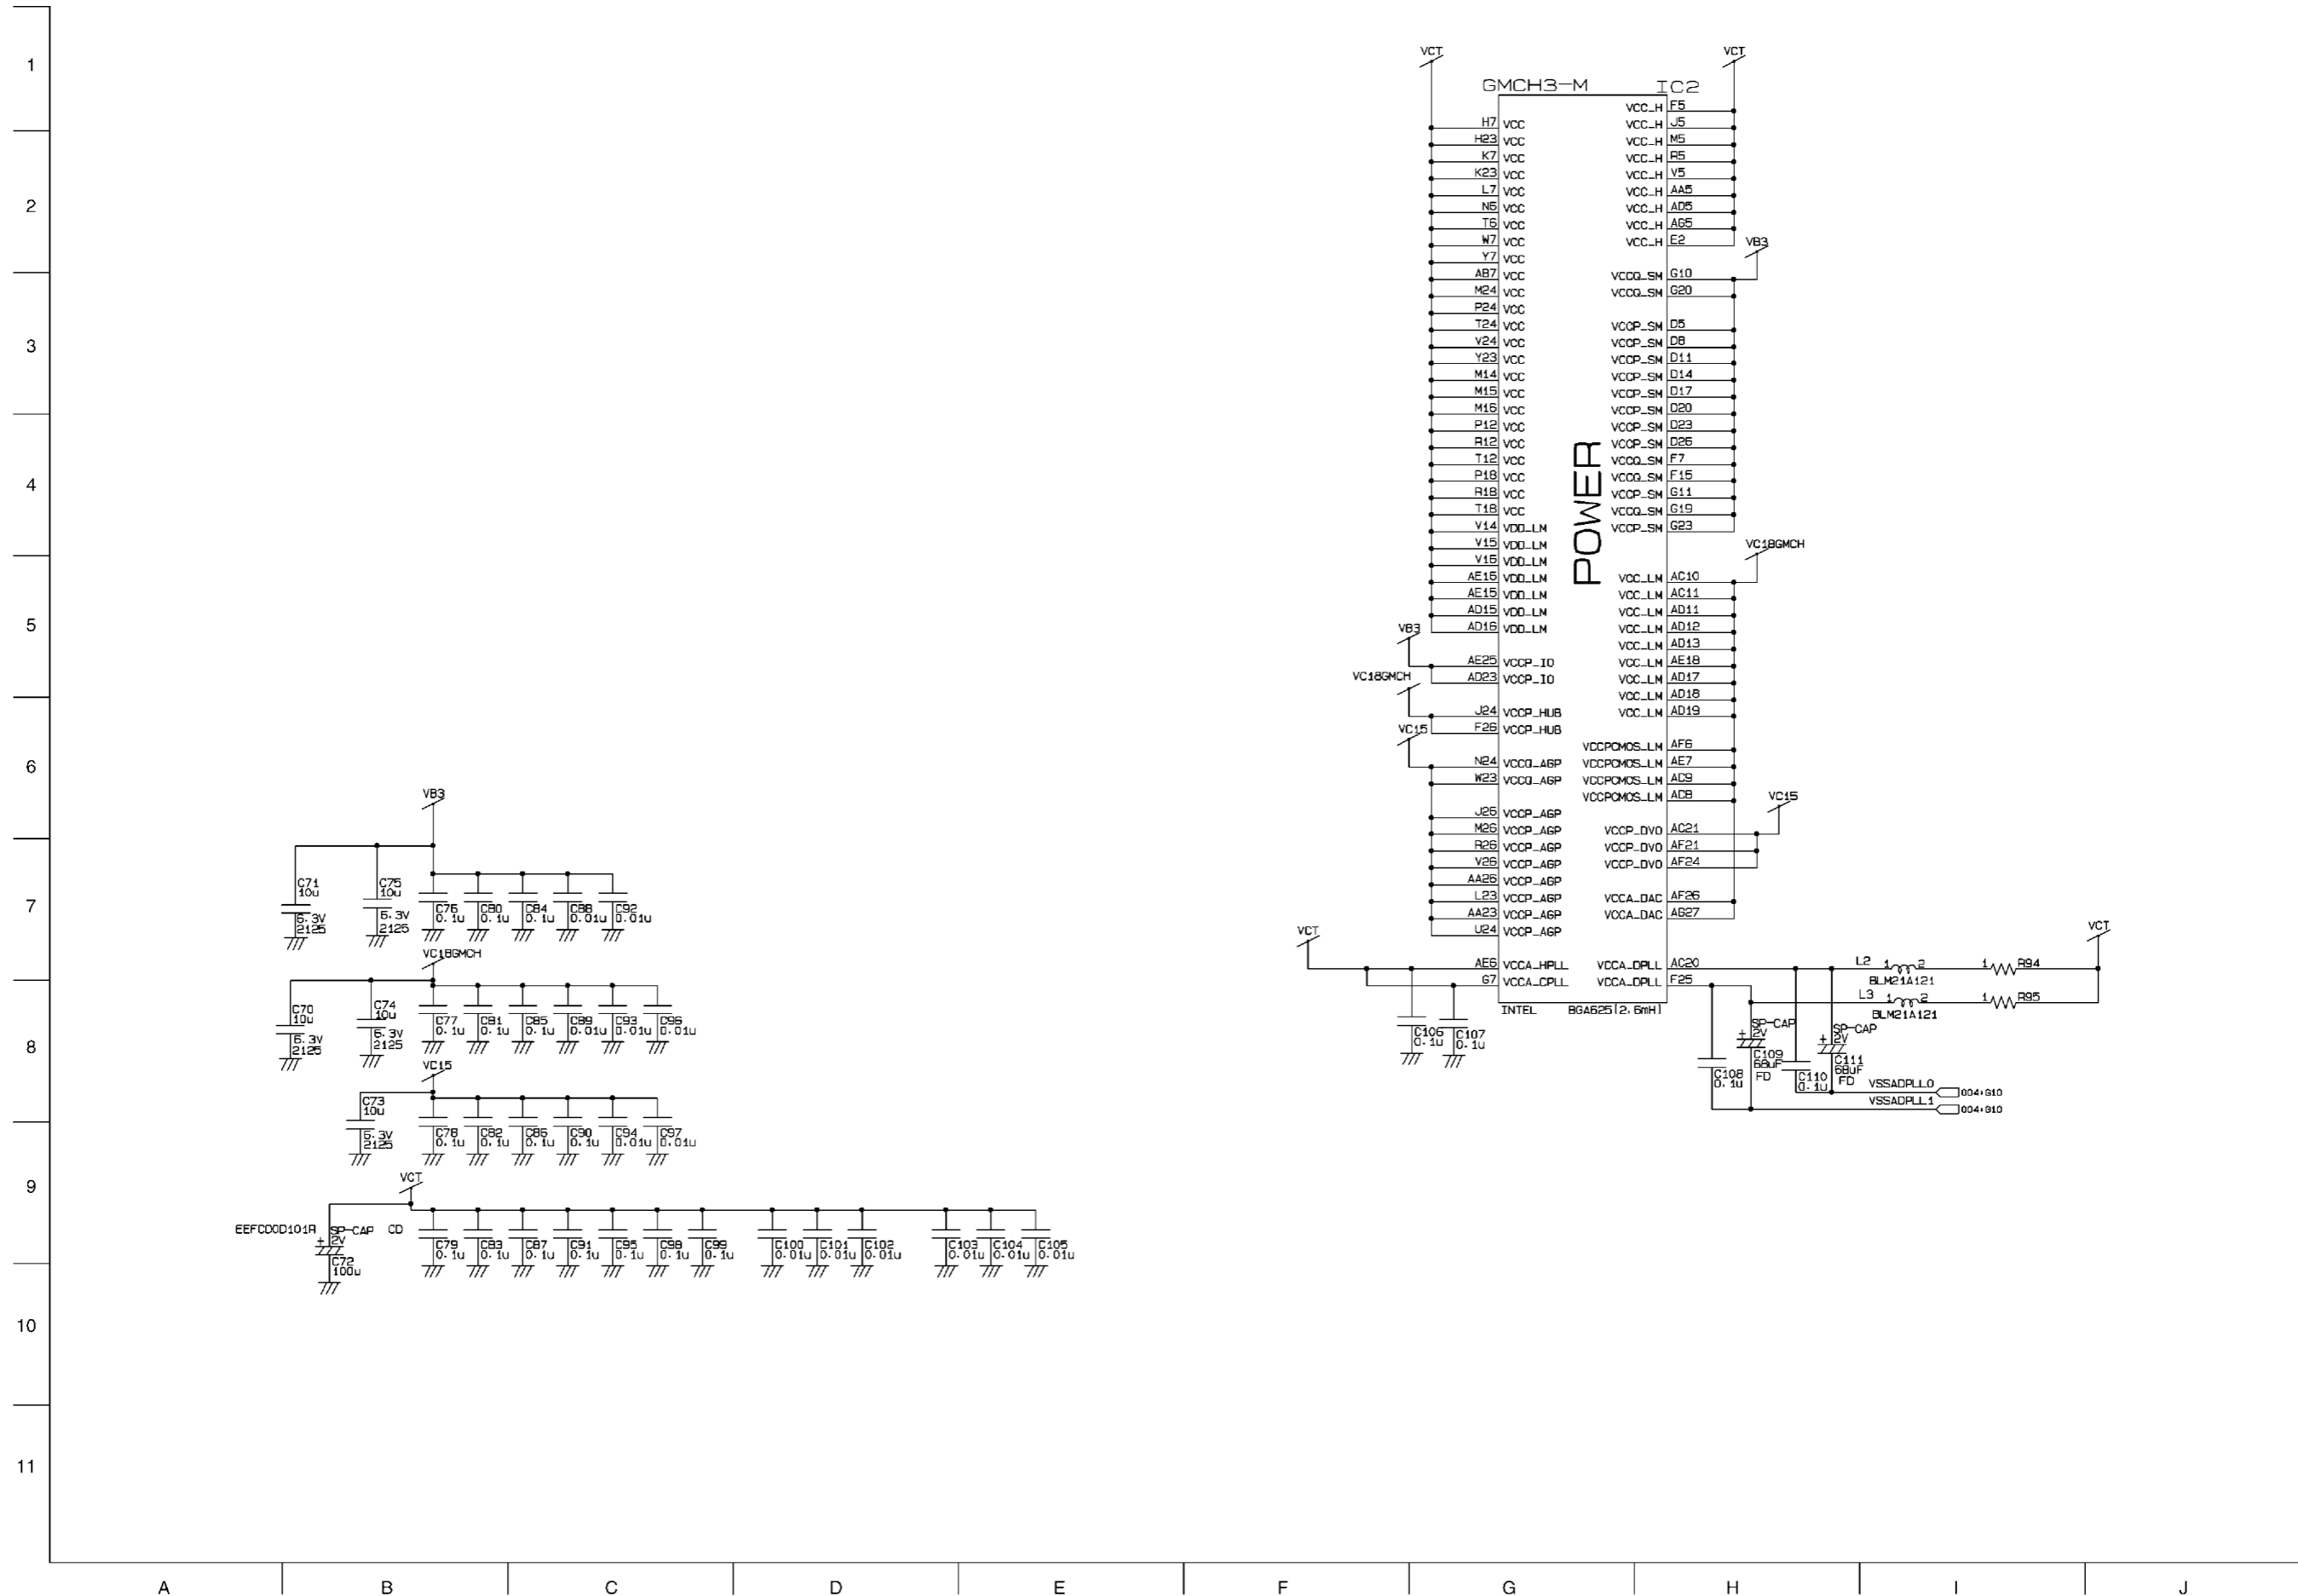 1
2
3
4
5
6
7
8
9
10
11
A B C D E F G H I J
VCT
VCT
GMCH3-M IC2
H7 VCC
H23 VCC
K7 VCC
K23 VCC
L7 VCC
N6 VCC
T6 VCC
W7 VCC
Y7 VCC
AB7 VCC
M24 VCC
P24 VCC
T24 VCC
V24 VCC
Y23 VCC
M14 VCC
M15 VCC
M16 VCC
P12 VCC
R12 VCC
T12 VCC
P18 VCC
R18 VCC
T18 VCC
V14 VDD_LM
V15 VDD_LM
V16 VDD_LM
AE16 VDD_LM
AE15 VDD_LM
AD15 VDD_LM
AD16 VDD_LM
VB3
AE25 VCCP_IO
AD23 VCCP_IO
VC18GMCH
J24 VCCP_HUB
F26 VCCP_HUB
VC15
N24 VCCQ_AGP
W23 VCCQ_AGP
J26 VCCP_AGP
M26 VCCP_AGP
R26 VCCP_AGP
V26 VCCP_AGP
AA26 VCCP_AGP
L23 VCCP_AGP
AA23 VCCP_AGP
U24 VCCP_AGP
VCT
AE6 VCCA_HPLL
G7 VCCA_CPLL
POWER
VCC_H F5
VCC_H J5
VCC_H M5
VCC_H R5
VCC_H V5
VCC_H AA5
VCC_H AD5
VCC_H AG5
VCC_H E2
VB3
VCCQ_SM G10
VCCQ_SM G20
VCCP_SM D5
VCCP_SM D8
VCCP_SM D11
VCCP_SM D14
VCCP_SM D17
VCCP_SM D20
VCCP_SM D23
VCCP_SM D26
VCCQ_SM F7
VCCQ_SM F15
VCCP_SM G11
VCCQ_SM G19
VCCP_SM G23
VC18GMCH
VCC_LM AC10
VCC_LM AC11
VCC_LM AD11
VCC_LM AD12
VCC_LM AD13
VCC_LM AE18
VCC_LM AD17
VCC_LM AD18
VCC_LM AD19
VCCPCMOS_LM AF6
VCCPCMOS_LM AE7
VCCPCMOS_LM AC9
VCCPCMOS_LM AC8
VC15
VCCP_DVO AC21
VCCP_DVO AF21
VCCP_DVO AF24
VCCA_DAC AF26
VCCA_DAC AG27
VCCA_DPLL AC20
VCCA_DPLL F25
INTEL BGA625(2.6mH)
C106
0.1u
C107
0.1u
VCT
L2 1 2 1 R94
BLM21A121
L3 1 2 1 R95
BLM21A121
SP-CAP
+ 2V
C109
68uF
FD
SP-CAP
+ 2V
C111
68uF
FD
C108
0.1u
C110
0.1u
VSSADPLL0 004:G10
VSSADPLL1 004:G10
VB3
C71
10u
6.3V
2125
C75
10u
6.3V
2125
C76 C80 C84 C88 C92
0.1u 0.1u 0.1u 0.01u 0.01u
VC18GMCH
C70
10u
6.3V
2125
C74
10u
6.3V
2125
C77 C81 C85 C89 C93 C96
0.1u 0.1u 0.1u 0.01u 0.01u 0.01u
VC15
C73
10u
6.3V
2125
C78 C82 C86 C90 C94 C97
0.1u 0.1u 0.1u 0.1u 0.01u 0.01u
VCT
EEFCD0D101R SP-CAP CD
+ 2V
C72
100u
C79 C83 C87 C91 C95 C98 C99 C100 C101 C102 C103 C104 C105
0.1u 0.1u 0.1u 0.1u 0.1u 0.1u 0.1u 0.01u 0.01u 0.01u 0.01u 0.01u 0.01u